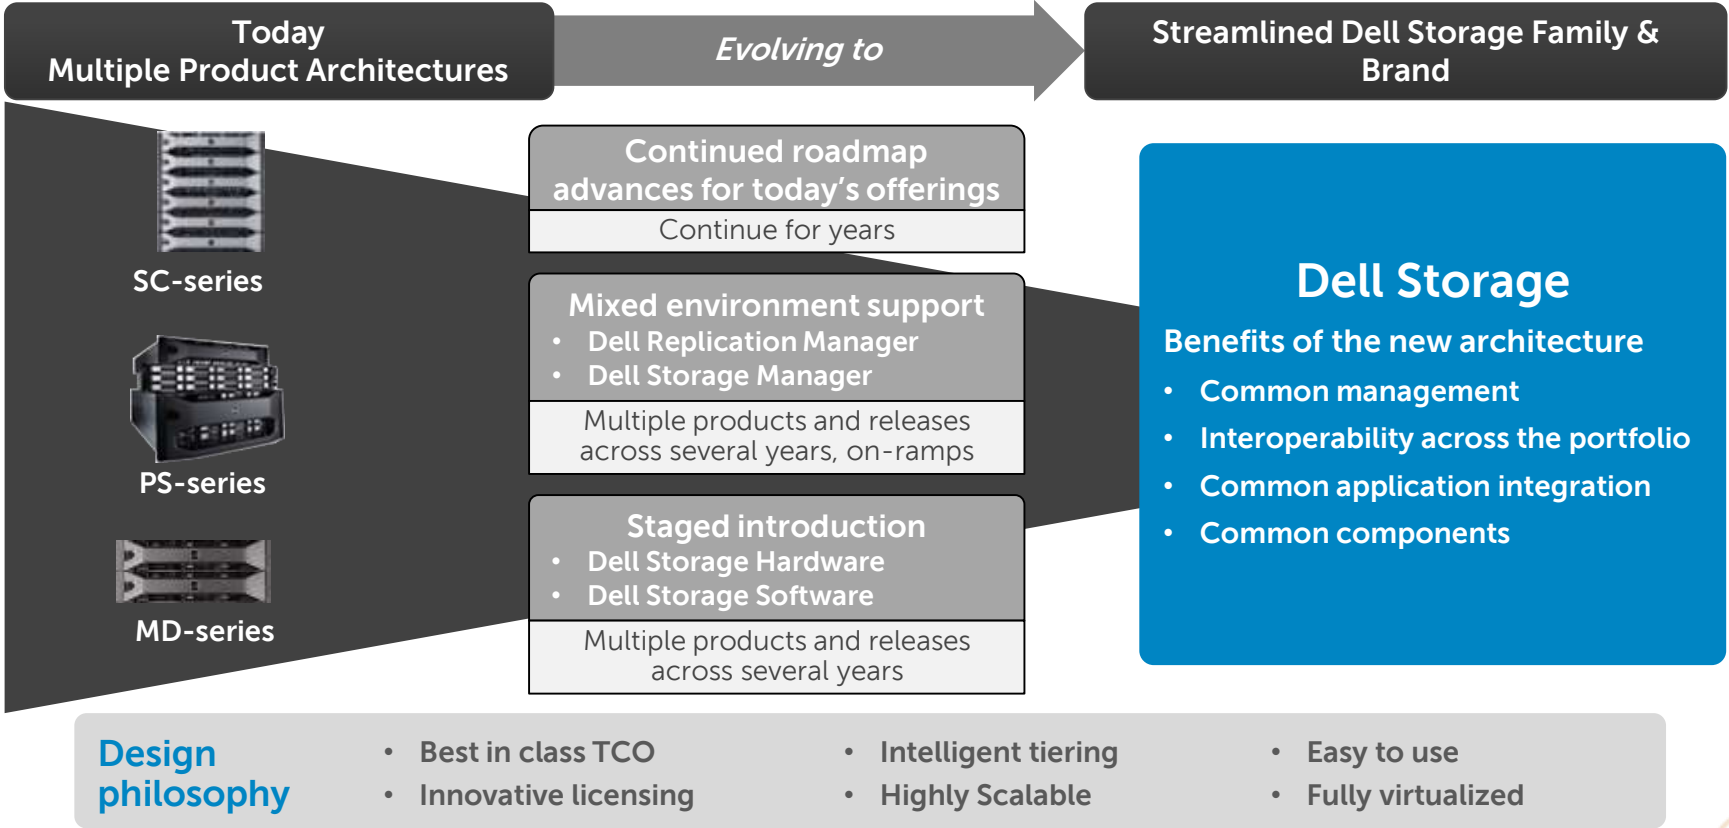 Today
Multiple Product Architectures
Evolving to
Streamlined Dell Storage Family &
Brand
SC-series
PS-series
MD-series
Continued roadmap
advances for today's offerings
Continue for years
Mixed environment support
• Dell Replication Manager
• Dell Storage Manager
Multiple products and releases
across several years, on-ramps
Staged introduction
• Dell Storage Hardware
• Dell Storage Software
Multiple products and releases
across several years
Dell Storage
Benefits of the new architecture
• Common management
• Interoperability across the portfolio
• Common application integration
• Common components
Design
philosophy
• Best in class TCO
• Innovative licensing
• Intelligent tiering
• Highly Scalable
• Easy to use
• Fully virtualized